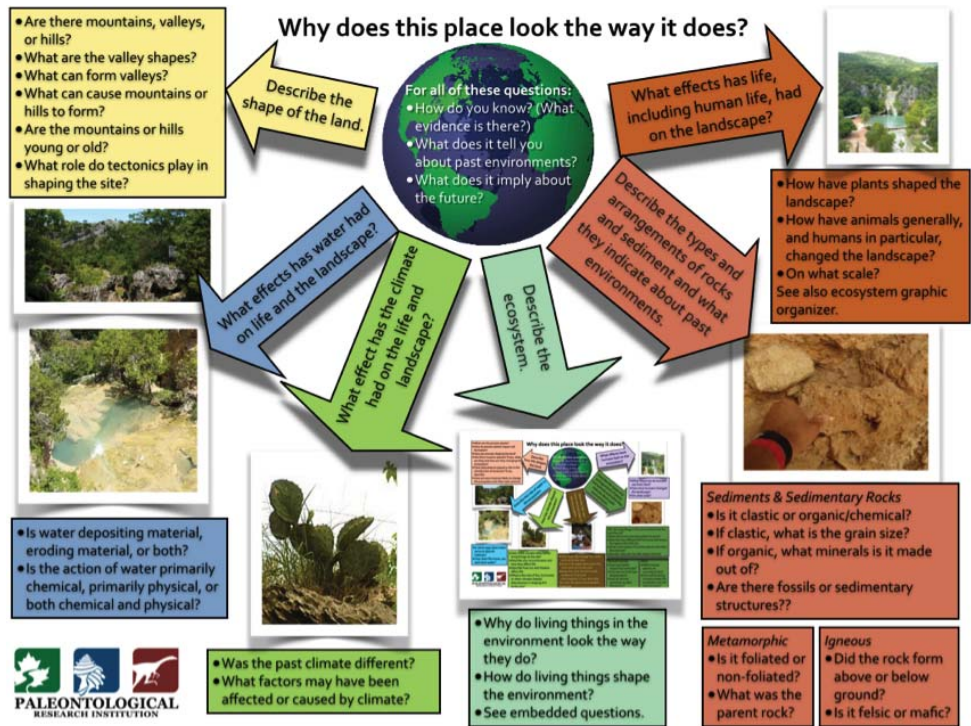 Why does this place look the way it does?
• Are there mountains, valleys,
or hills?
• What are the valley shapes?
• What can form valleys?
• What can cause mountains or
hills to form?
• Are the mountains or hills
young or old?
• What role do tectonics play in
shaping the site?
Describe the
shape of the land.
For all of these questions:
• How do you know? (What
evidence is there?)
• What does it tell you
about past environments?
• What does it imply about
the future?
What effects has life,
including human life, had
on the landscape?
• How have plants shaped the
landscape?
• How have animals generally,
and humans in particular,
changed the landscape?
• On what scale?
See also ecosystem graphic
organizer.
What effects has water had
on life and the landscape?
What effect has the climate
had on the life and
landscape?
Describe the
ecosystem.
Describe the types and
arrangements of rocks
and sediment and what
they indicate about past
environments.
• Is water depositing material,
eroding material, or both?
• Is the action of water primarily
chemical, primarily physical, or
both chemical and physical?
• Was the past climate different?
• What factors may have been
affected or caused by climate?
Why does this place look the way it does?
• Why do living things in the
environment look the way
they do?
• How do living things shape
the environment?
• See embedded questions.
Sediments & Sedimentary Rocks
• Is it clastic or organic/chemical?
• If clastic, what is the grain size?
• If organic, what minerals is it made
out of?
• Are there fossils or sedimentary
structures??
Metamorphic
• Is it foliated or
non-foliated?
• What was the
parent rock?
Igneous
• Did the rock form
above or below
ground?
• Is it felsic or mafic?
PALEONTOLOGICAL
RESEARCH INSTITUTION